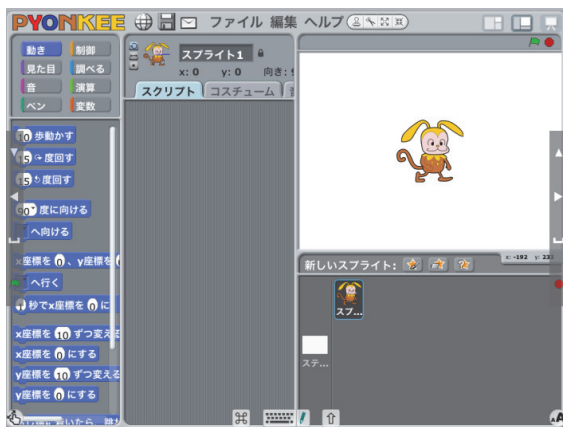 PYONKEE ファイル 編集 ヘルプ
動き 制御
見た目 調べる
音 演算
ペン 変数
スプライト1
x: 0 y: 0 向き:
スクリプト コスチューム
10 歩動かす
15 度回す
15 度回す
90 度に向ける
へ向ける
x座標を 0 、y座標を
へ行く
1 秒でx座標を 0 に
x座標を 10 ずつ変える
x座標を 0 にする
y座標を 10 ずつ変える
y座標を 0 にする
新しいスプライト:
x: -192 y: 233
スプ...
ステ...